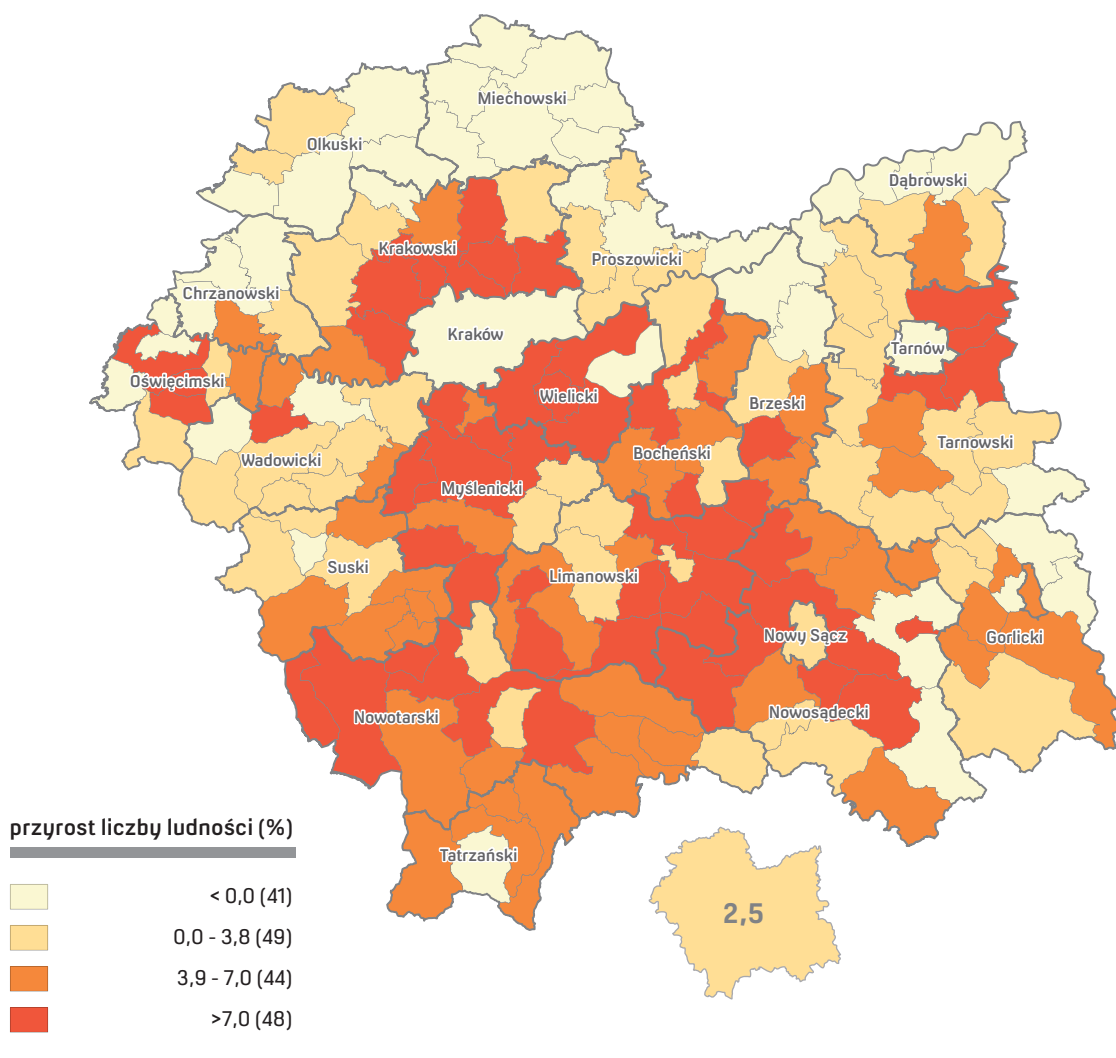 Miechowski
Olkuski
Dąbrowski
Krakowski
Proszowicki
Chrzanowski
Kraków
Tarnów
Oświęcimski
Wielicki
Brzeski
Tarnowski
Wadowicki
Bocheński
Myślenicki
Suski
Limanowski
Nowy Sącz
Gorlicki
Nowotarski
Nowosądecki
Tatrzański
przyrost liczby ludności (%)
< 0,0 (41)
0,0 - 3,8 (49)
3,9 - 7,0 (44)
>7,0 (48)
2,5